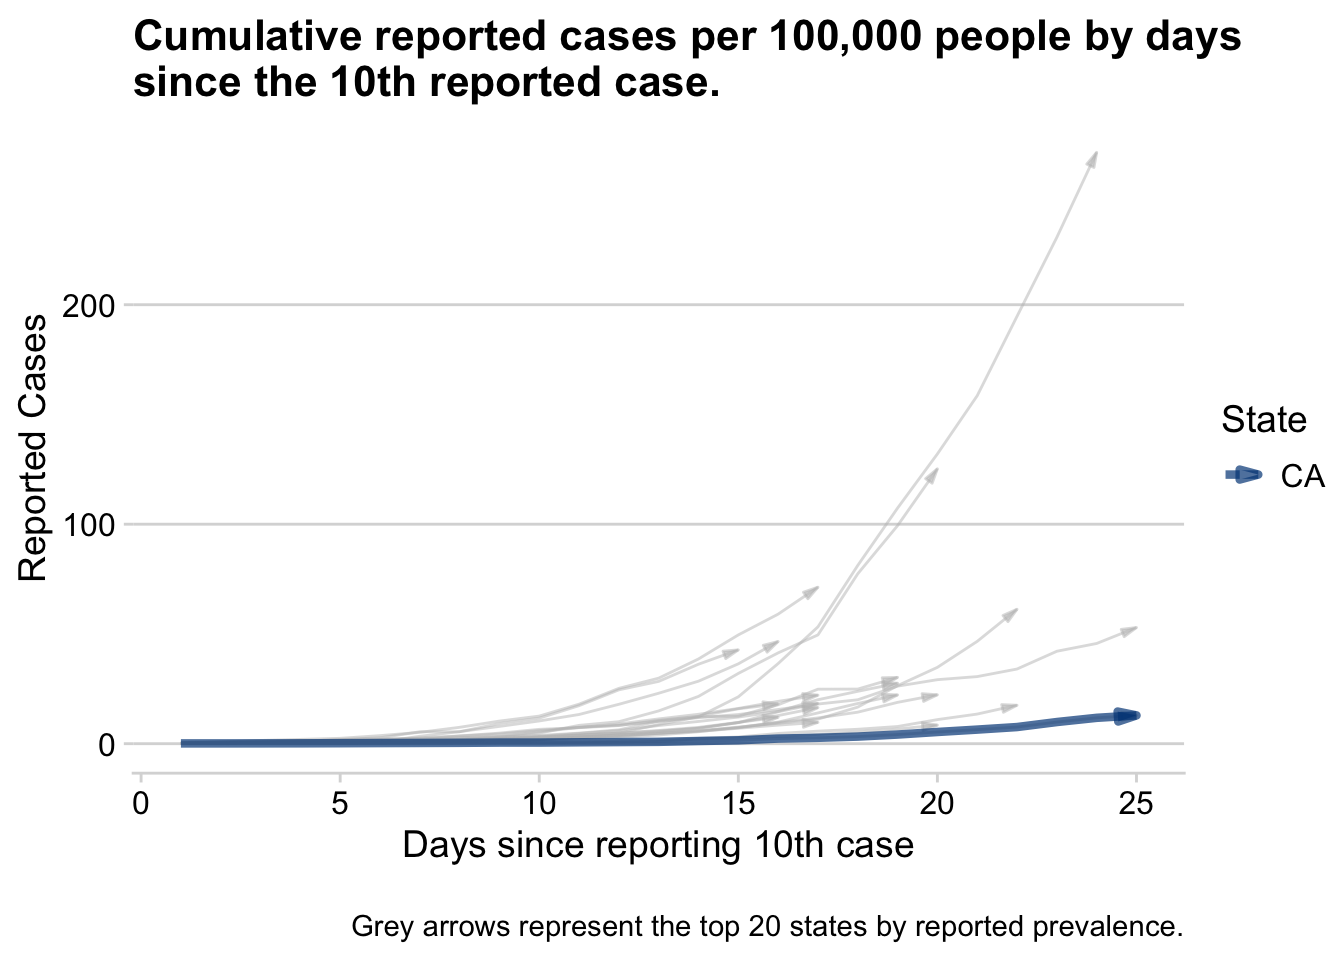 Cumulative reported cases per 100,000 people by days
since the 10th reported case.
Reported Cases
200
100
0
0 5 10 15 20 25
Days since reporting 10th case
State
CA
Grey arrows represent the top 20 states by reported prevalence.